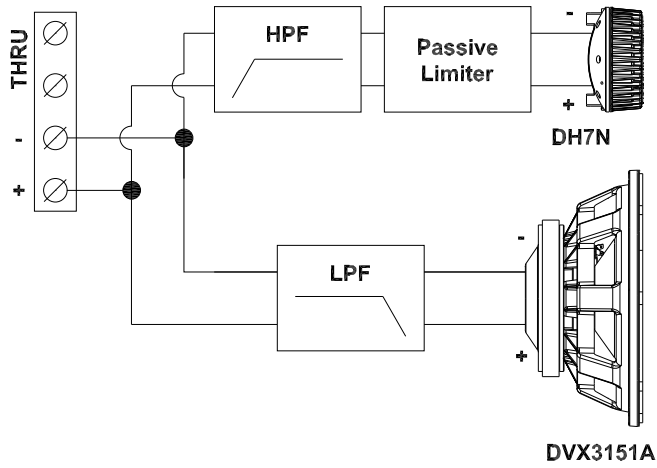 THRU
-
+
HPF
Passive
Limiter
-
+
DH7N
LPF
-
+
DVX3151A